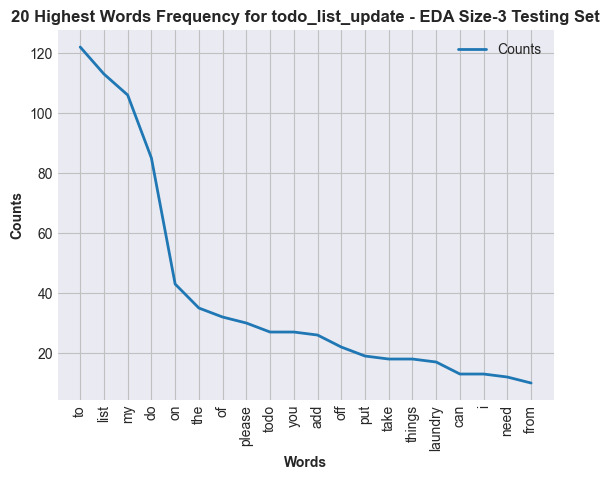 20 Highest Words Frequency for todo_list_update - EDA Size-3 Testing Set
Counts
120
100
80
60
40
20
Counts
to
list
my
do
on
the
of
please
todo
you
add
off
put
take
things
laundry
can
i
need
from
Words